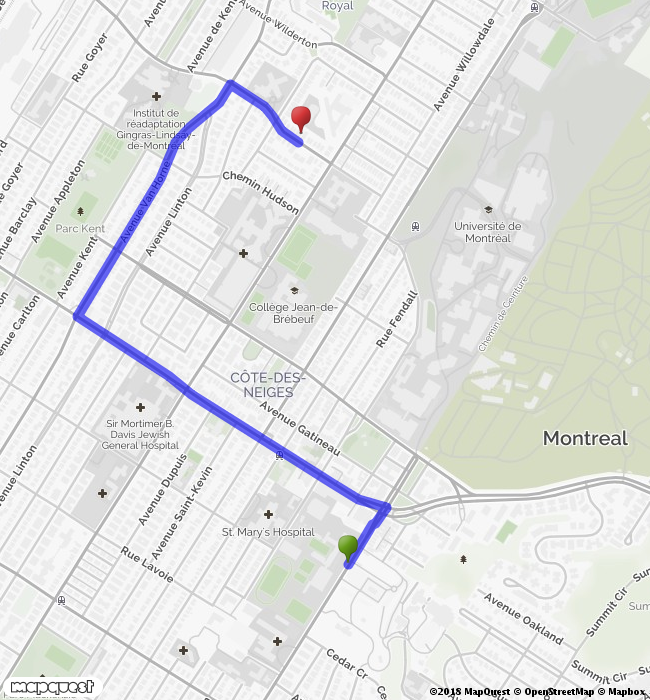 Royal
Avenue Wilderton
Avenue de Ken
Rue Goyer
Avenue Willowdale
Institut de
réadaptation
Gingras-Lindsay-
de-Montréal
Chemin Hudson
Avenue Appleton
Avenue Barclay
Avenue Linton
Avenue Van Horne
Parc Kent
Avenue Kent
Université de
Montréal
Collège Jean-de-
Brébeuf
Chemin de Ceinture
Rue Fendall
Avenue Carlton
CÔTE-DES-
NEIGES
Avenue Gatineau
Sir Mortimer B.
Davis Jewish
General Hospital
Montreal
Avenue Linton
Avenue Dupuis
Avenue Saint-Kevin
St. Mary's Hospital
Rue Lavoie
Avenue Oakland
Summit Cir
Summit Cir
Cedar Cr
mapquest
©2018 MapQuest © OpenStreetMap © Mapbox